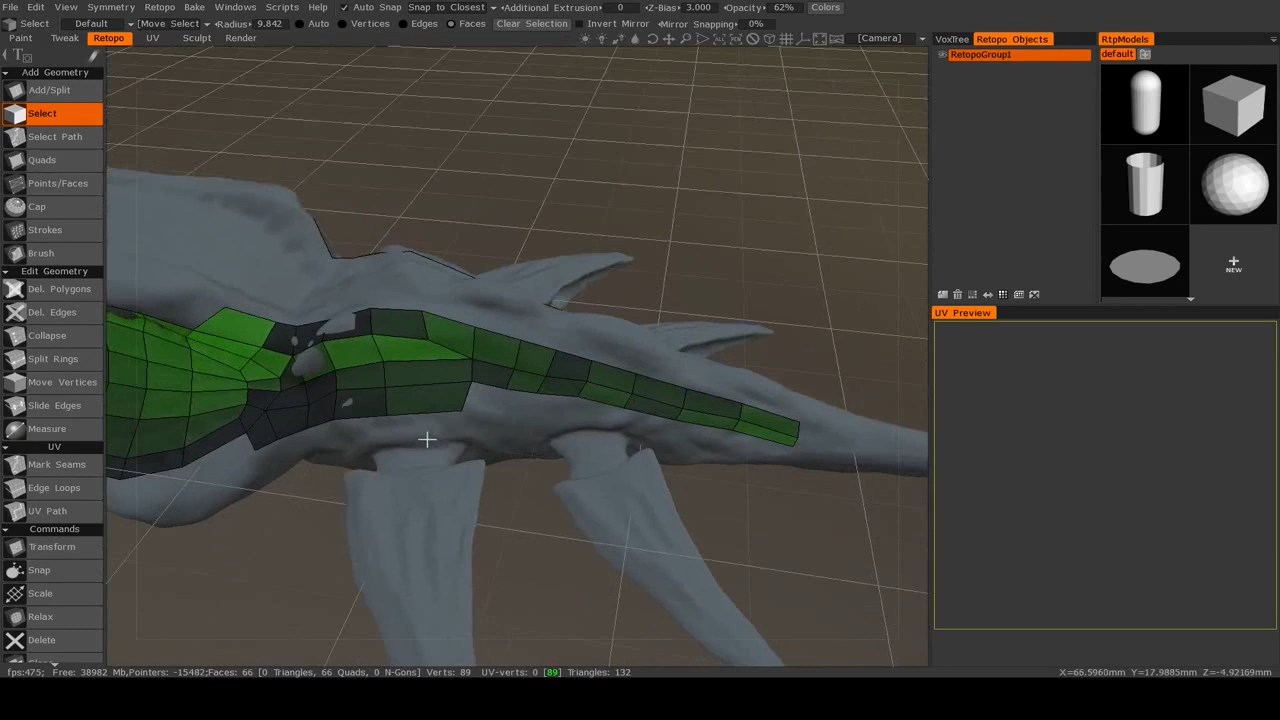 File Edit View Symmetry Retopo Bake Windows Scripts Help Auto Snap Snap to Closest Additional Extrusion 0 Z-Bias 3.000 Opacity 62% Colors
Select Default [Move Select] Radius 9.842 Auto Vertices Edges Faces Clear Selection Invert Mirror Mirror Snapping 0%
Paint Tweak Retopo UV Sculpt Render [Camera] VoxTree Retopo Objects RtpModels
RetopoGroup1 default
Add Geometry
Add/Split
Select
Select Path
Quads
Points/Faces
Cap
Strokes
Brush
NEW
Edit Geometry
Del. Polygons
Del. Edges
UV Preview
Collapse
Split Rings
Move Vertices
Slide Edges
Measure
UV
Mark Seams
Edge Loops
UV Path
Commands
Transform
Snap
Scale
Relax
Delete
fps:475; Free: 38982 Mb,Pointers: -15482;Faces: 66 [0 Triangles, 66 Quads, 0 N-Gons] Verts: 89 UV-verts: 0 [89] Triangles: 132 X=66.5960mm Y=17.9885mm Z=-4.92169mm